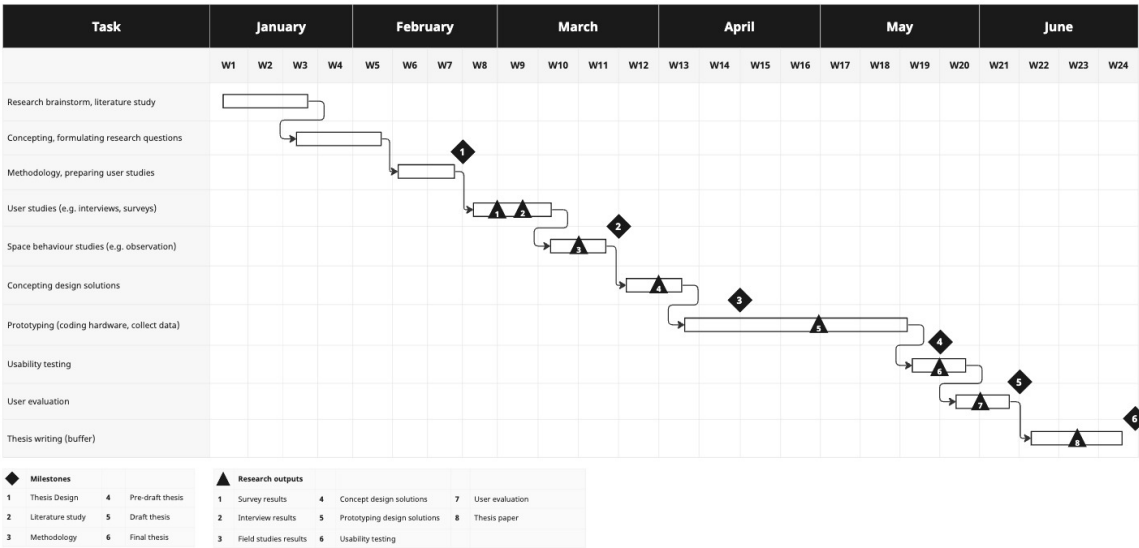 Task January February March April May June
W1 W2 W3 W4 W5 W6 W7 W8 W9 W10 W11 W12 W13 W14 W15 W16 W17 W18 W19 W20 W21 W22 W23 W24
Research brainstorm, literature study
Concepting, formulating research questions
1
Methodology, preparing user studies
User studies (e.g. interviews, surveys) 1 2
2
Space behaviour studies (e.g. observation) 3
Concepting design solutions 4
3
Prototyping (coding hardware, collect data) 5
4
Usability testing 6
5
User evaluation 7
6
Thesis writing (buffer) 8
Milestones
1 Thesis Design 4 Pre-draft thesis
2 Literature study 5 Draft thesis
3 Methodology 6 Final thesis
Research outputs
1 Survey results 4 Concept design solutions 7 User evaluation
2 Interview results 5 Prototyping design solutions 8 Thesis paper
3 Field studies results 6 Usability testing